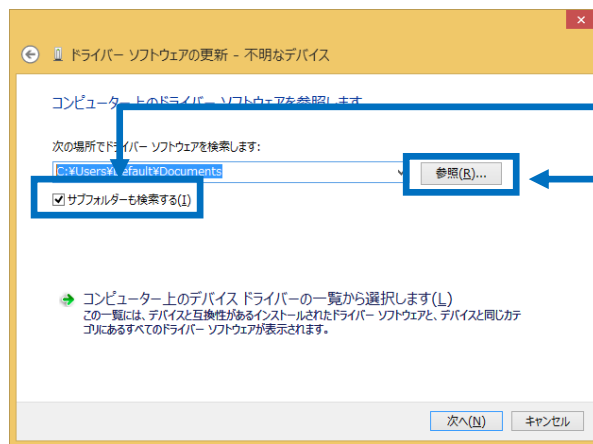 ドライバー ソフトウェアの更新 - 不明なデバイス
コンピューター上のドライバー ソフトウェアを参照します
次の場所でドライバー ソフトウェアを検索します:
C:¥Users¥Default¥Documents
参照(R)...
サブフォルダーも検索する(I)
コンピューター上のデバイス ドライバーの一覧から選択します(L)
この一覧には、デバイスと互換性があるインストールされたドライバー ソフトウェアと、デバイスと同じカテ
ゴリにあるすべてのドライバー ソフトウェアが表示されます。
次へ(N)
キャンセル